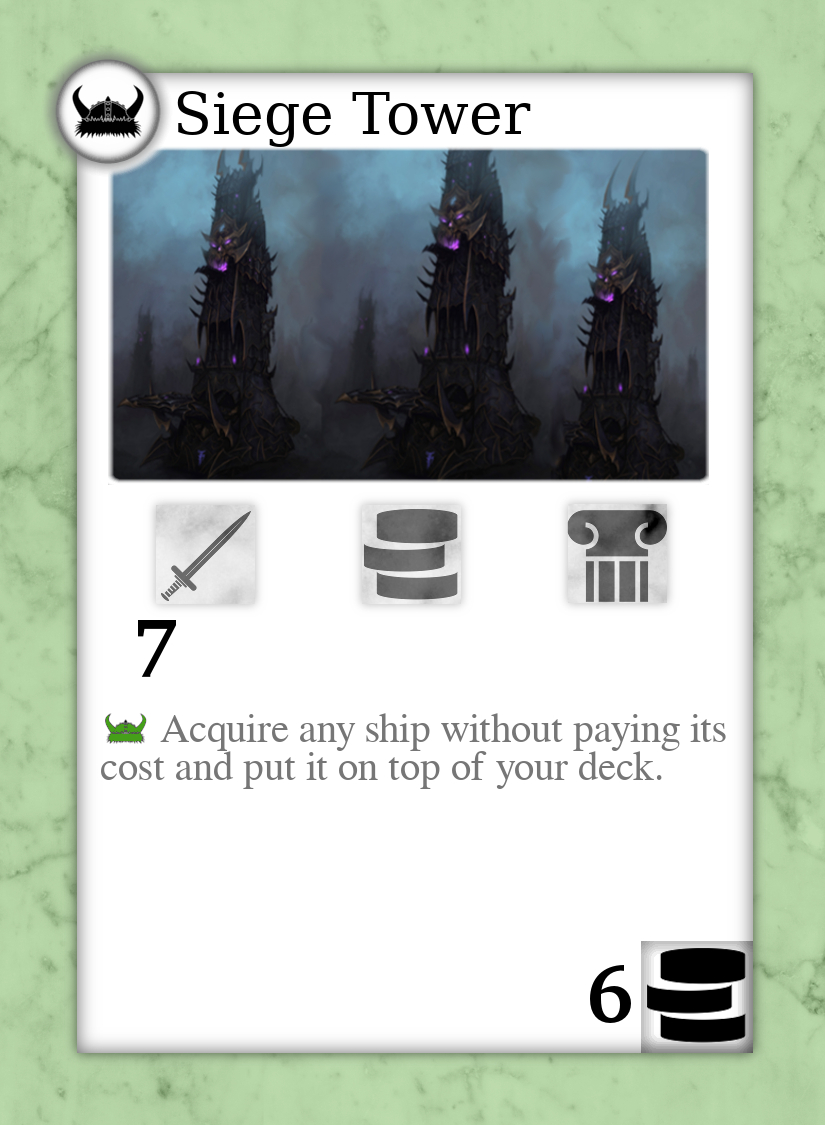 Siege Tower
7
Acquire any ship without paying its
cost and put it on top of your deck.
6